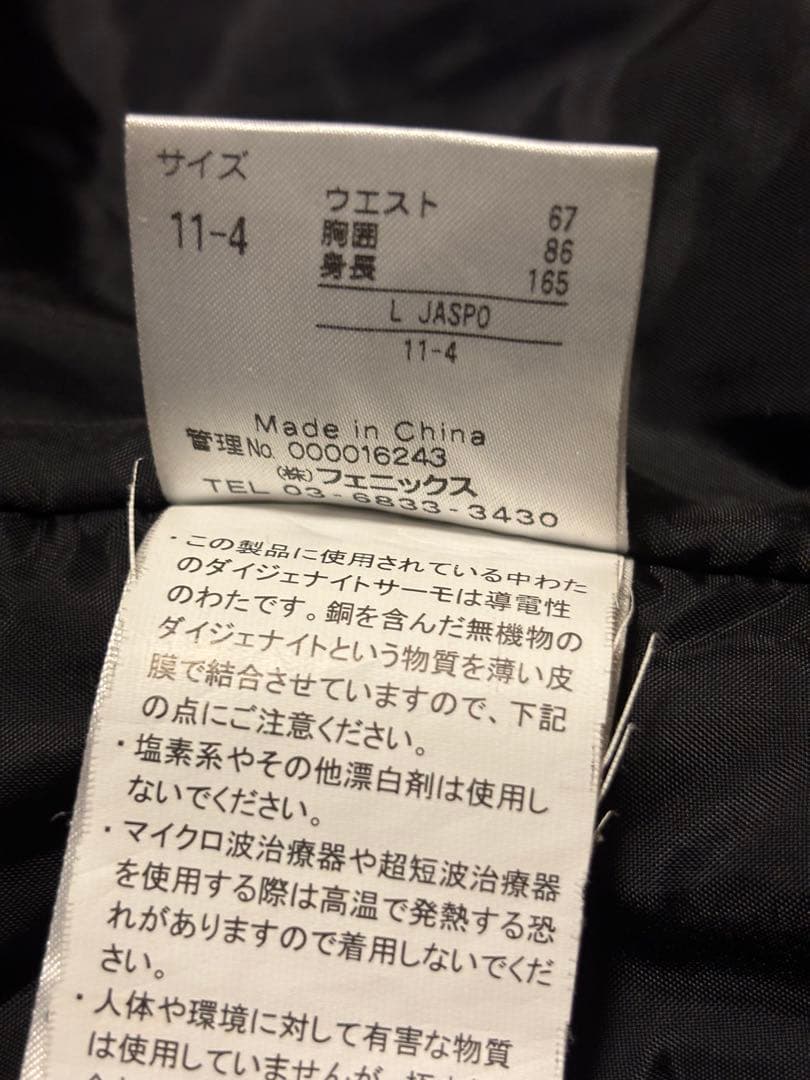 サイズ
11-4
ウエスト 67
胸囲 86
身長 165
L JASPO
11-4
Made in China
管理No. 000016243
(株)フェニックス
TEL 03-6833-3430
・この製品に使用されている中わた
のダイジェナイトサーモは導電性
のわたです。銅を含んだ無機物の
ダイジェナイトという物質を薄い皮
膜で結合させていますので、下記
の点にご注意ください。
・塩素系やその他漂白剤は使用し
ないでください。
・マイクロ波治療器や超短波治療器
を使用する際は高温で発熱する恐
れがありますので着用しないでくだ
さい。
・人体や環境に対して有害な物質
は使用していませんが、